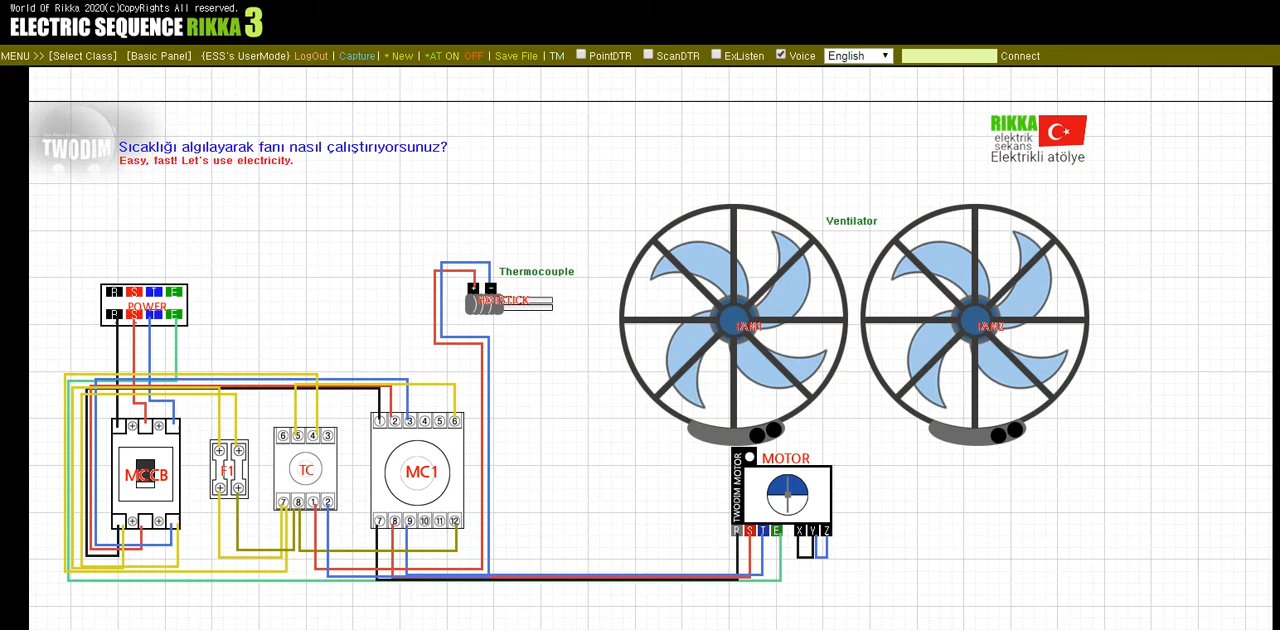 World Of Rikka 2020(c)CopyRights All reserved.
ELECTRIC SEQUENCE RIKKA 3
MENU >> [Select Class] [Basic Panel] {ESS's UserMode} LogOut | Capture | * New | *AT ON OFF | Save File | TM PointDTR ScanDTR ExListen Voice English Connect
TWODIM
Sıcaklığı algılayarak fanı nasıl çalıştırıyorsunuz?
Easy, fast! Let's use electricity.
RIKKA
elektrik
sekans
Elektrikli atölye
Ventilator
Thermocouple
HOTSTICK
R S T E
POWER
R S T E
FAN1
FAN2
MCCB
F1
6 5 4 3
TC
7 8 1 2
1 2 3 4 5 6
MC1
7 8 9 10 11 12
MOTOR
TWODIM MOTOR
R S T E X Y Z